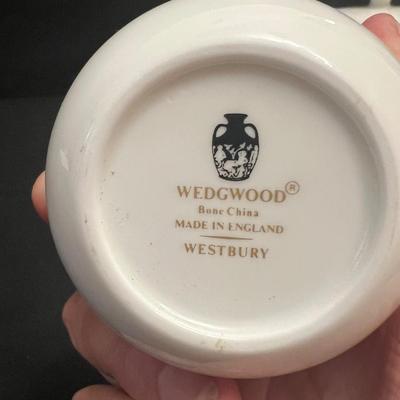 WEDGWOOD®
Bone China
MADE IN ENGLAND
WESTBURY